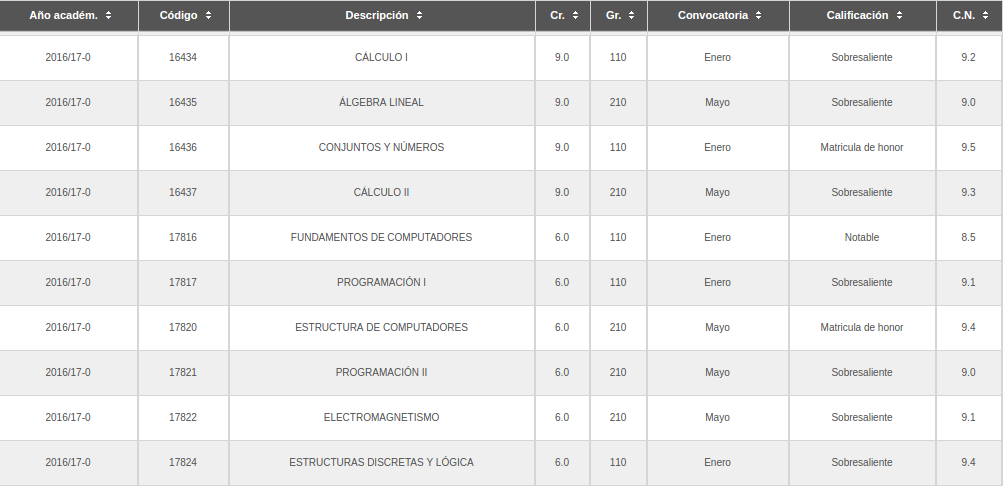 Año académ. Código Descripción Cr. Gr. Convocatoria Calificación C.N.
2016/17-0 16434 CÁLCULO I 9.0 110 Enero Sobresaliente 9.2
2016/17-0 16435 ÁLGEBRA LINEAL 9.0 210 Mayo Sobresaliente 9.0
2016/17-0 16436 CONJUNTOS Y NÚMEROS 9.0 110 Enero Matricula de honor 9.5
2016/17-0 16437 CÁLCULO II 9.0 210 Mayo Sobresaliente 9.3
2016/17-0 17816 FUNDAMENTOS DE COMPUTADORES 6.0 110 Enero Notable 8.5
2016/17-0 17817 PROGRAMACIÓN I 6.0 110 Enero Sobresaliente 9.1
2016/17-0 17820 ESTRUCTURA DE COMPUTADORES 6.0 210 Mayo Matricula de honor 9.4
2016/17-0 17821 PROGRAMACIÓN II 6.0 210 Mayo Sobresaliente 9.0
2016/17-0 17822 ELECTROMAGNETISMO 6.0 210 Mayo Sobresaliente 9.1
2016/17-0 17824 ESTRUCTURAS DISCRETAS Y LÓGICA 6.0 110 Enero Sobresaliente 9.4